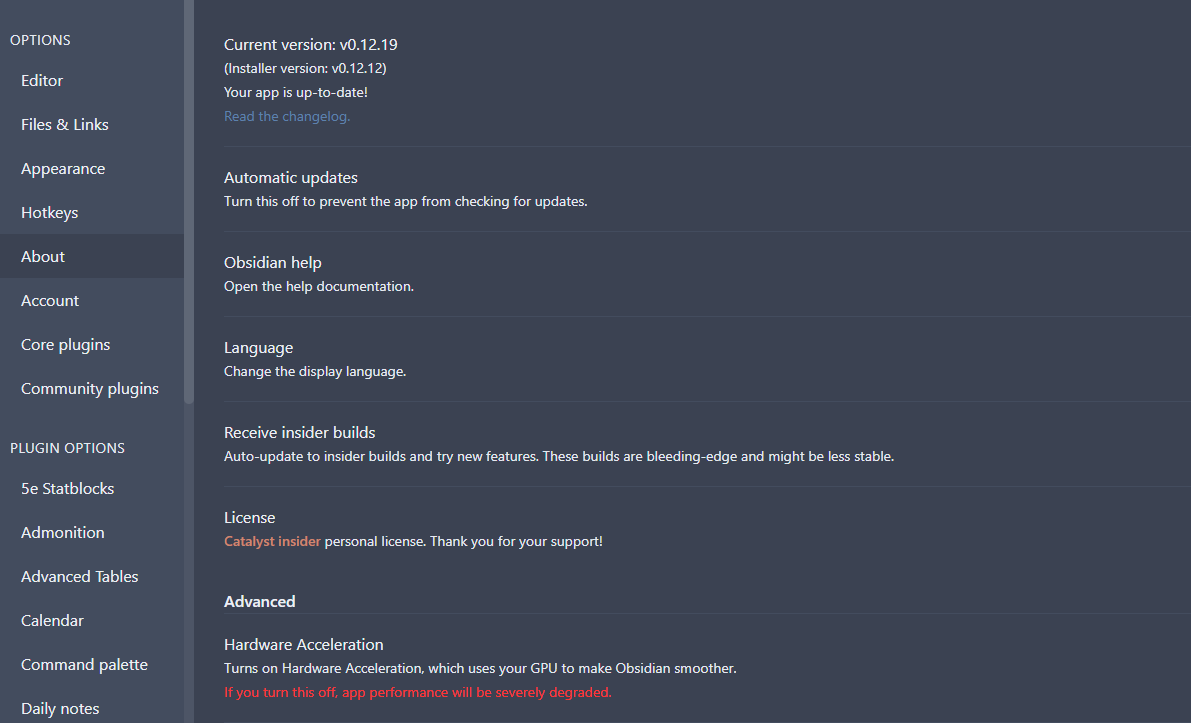 OPTIONS
Editor
Files & Links
Appearance
Hotkeys
About
Account
Core plugins
Community plugins
PLUGIN OPTIONS
5e Statblocks
Admonition
Advanced Tables
Calendar
Command palette
Daily notes
Current version: v0.12.19
(Installer version: v0.12.12)
Your app is up-to-date!
Read the changelog.
Automatic updates
Turn this off to prevent the app from checking for updates.
Obsidian help
Open the help documentation.
Language
Change the display language.
Receive insider builds
Auto-update to insider builds and try new features. These builds are bleeding-edge and might be less stable.
License
Catalyst insider personal license. Thank you for your support!
Advanced
Hardware Acceleration
Turns on Hardware Acceleration, which uses your GPU to make Obsidian smoother.
If you turn this off, app performance will be severely degraded.